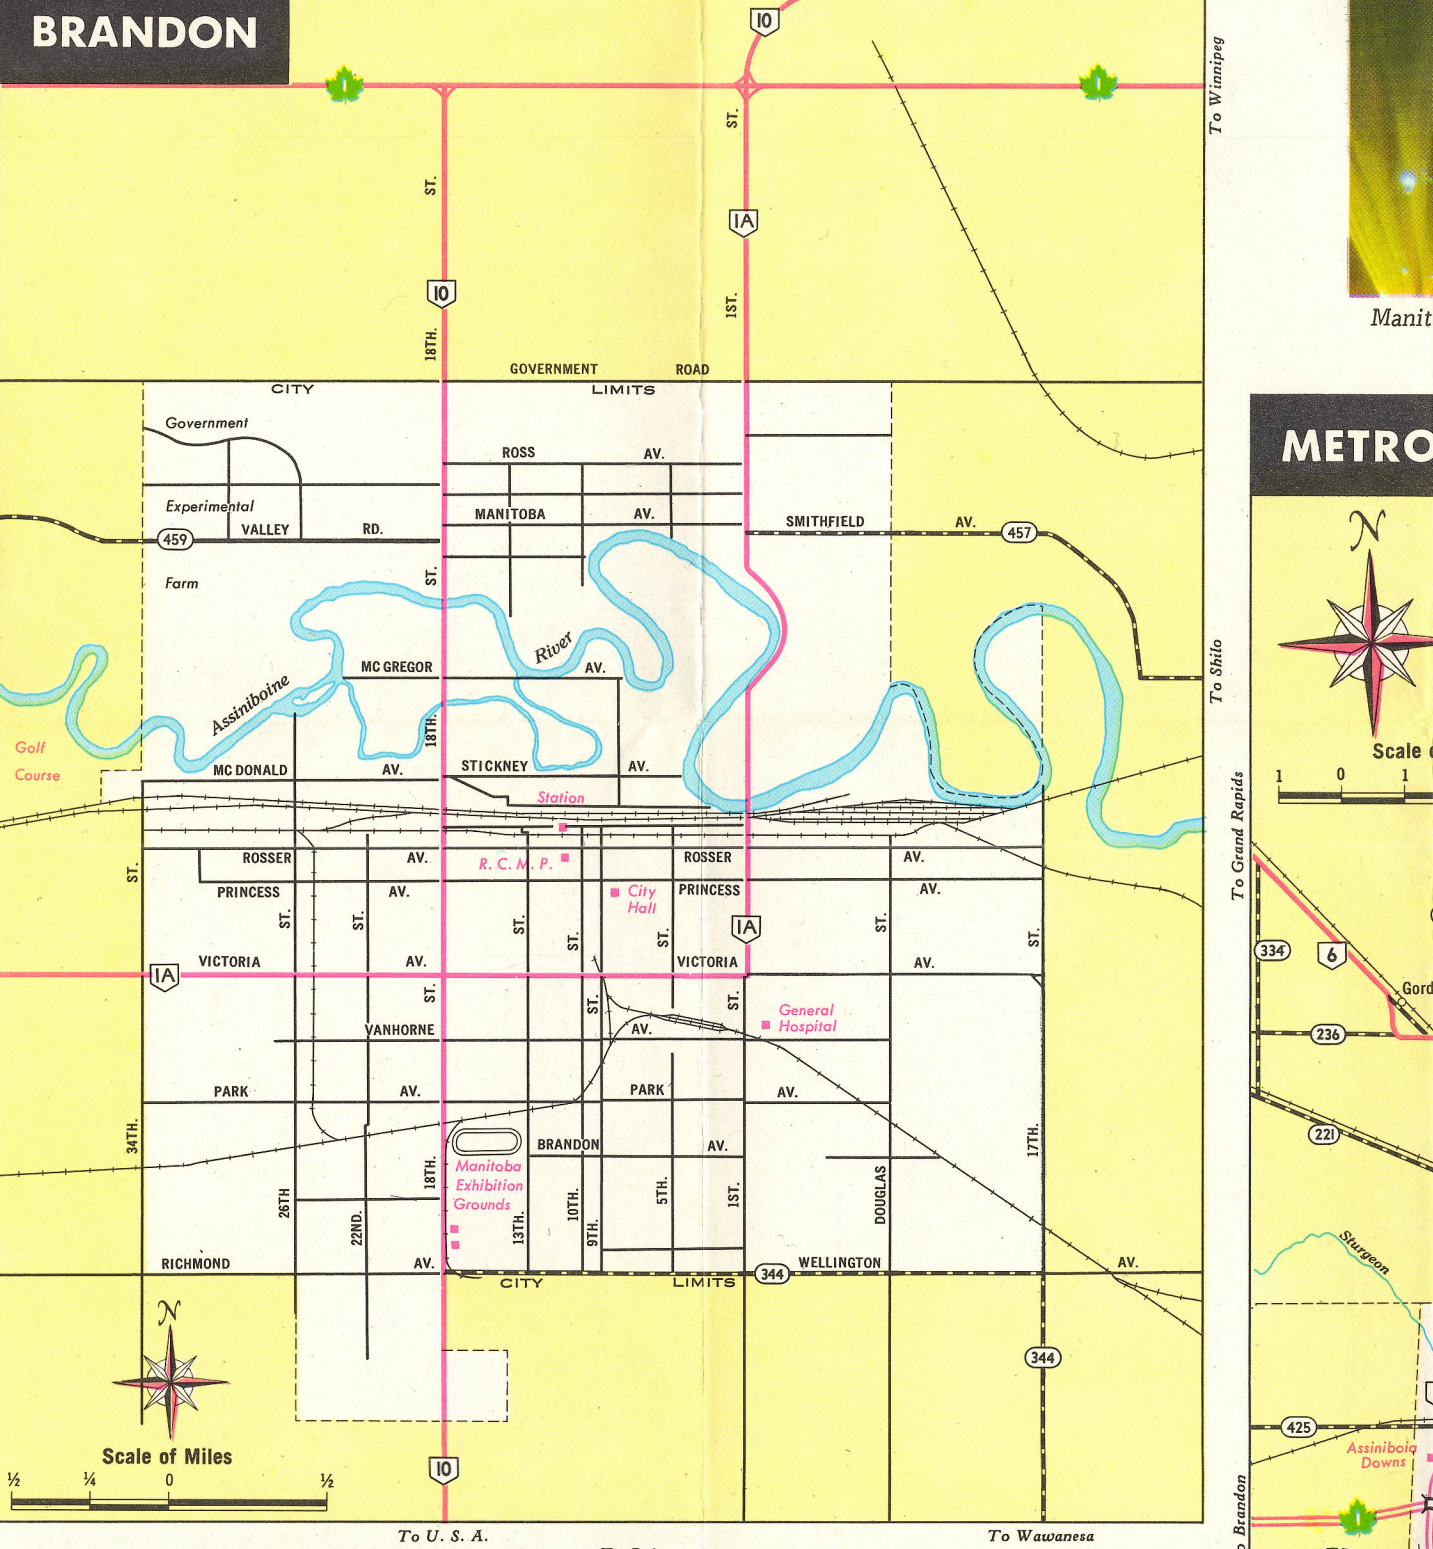 BRANDON
10
1
1
To Winnipeg
ST.
ST.
1A
10
1ST.
18TH.
Manit
GOVERNMENT ROAD
CITY LIMITS
Government
ROSS AV.
METRO
Experimental
MANITOBA AV.
459
VALLEY RD.
SMITHFIELD AV.
457
N
ST.
Farm
River
MC GREGOR AV.
Assiniboine
To Shilo
18TH.
Golf
Course
Scale
1 0 1
MC DONALD AV.
STICKNEY AV.
Station
To Grand Rapids
ROSSER AV.
R. C. M. P.
ROSSER
AV.
ST.
PRINCESS AV.
City
Hall
PRINCESS
AV.
ST.
ST.
ST.
ST.
ST.
1A
ST.
ST.
334
6
1A
VICTORIA AV.
VICTORIA
AV.
Gord
ST.
ST.
ST.
General
Hospital
VANHORNE
AV.
236
PARK AV.
PARK
AV.
34TH.
BRANDON AV.
17TH.
221
Manitoba
Exhibition
Grounds
18TH.
26TH
22ND.
13TH.
10TH.
9TH.
5TH.
1ST.
DOUGLAS
Sturgeon
RICHMOND AV.
344
WELLINGTON AV.
CITY LIMITS
N
344
425
Assiniboia
Downs
Scale of Miles
½ ¼ 0 ½
10
1
To U. S. A.
To Wawanesa
Brandon